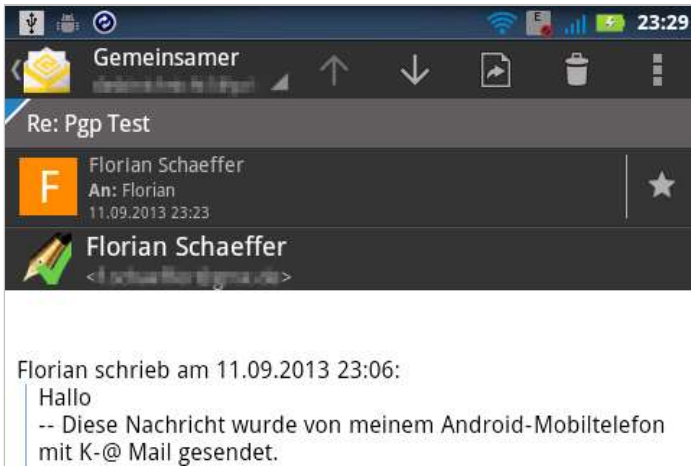 23:29
E
Gemeinsamer
Re: Pgp Test
F
Florian Schaeffer
An: Florian
11.09.2013 23:23
Florian Schaeffer
< >
Florian schrieb am 11.09.2013 23:06:
Hallo
-- Diese Nachricht wurde von meinem Android-Mobiltelefon
mit K-@ Mail gesendet.